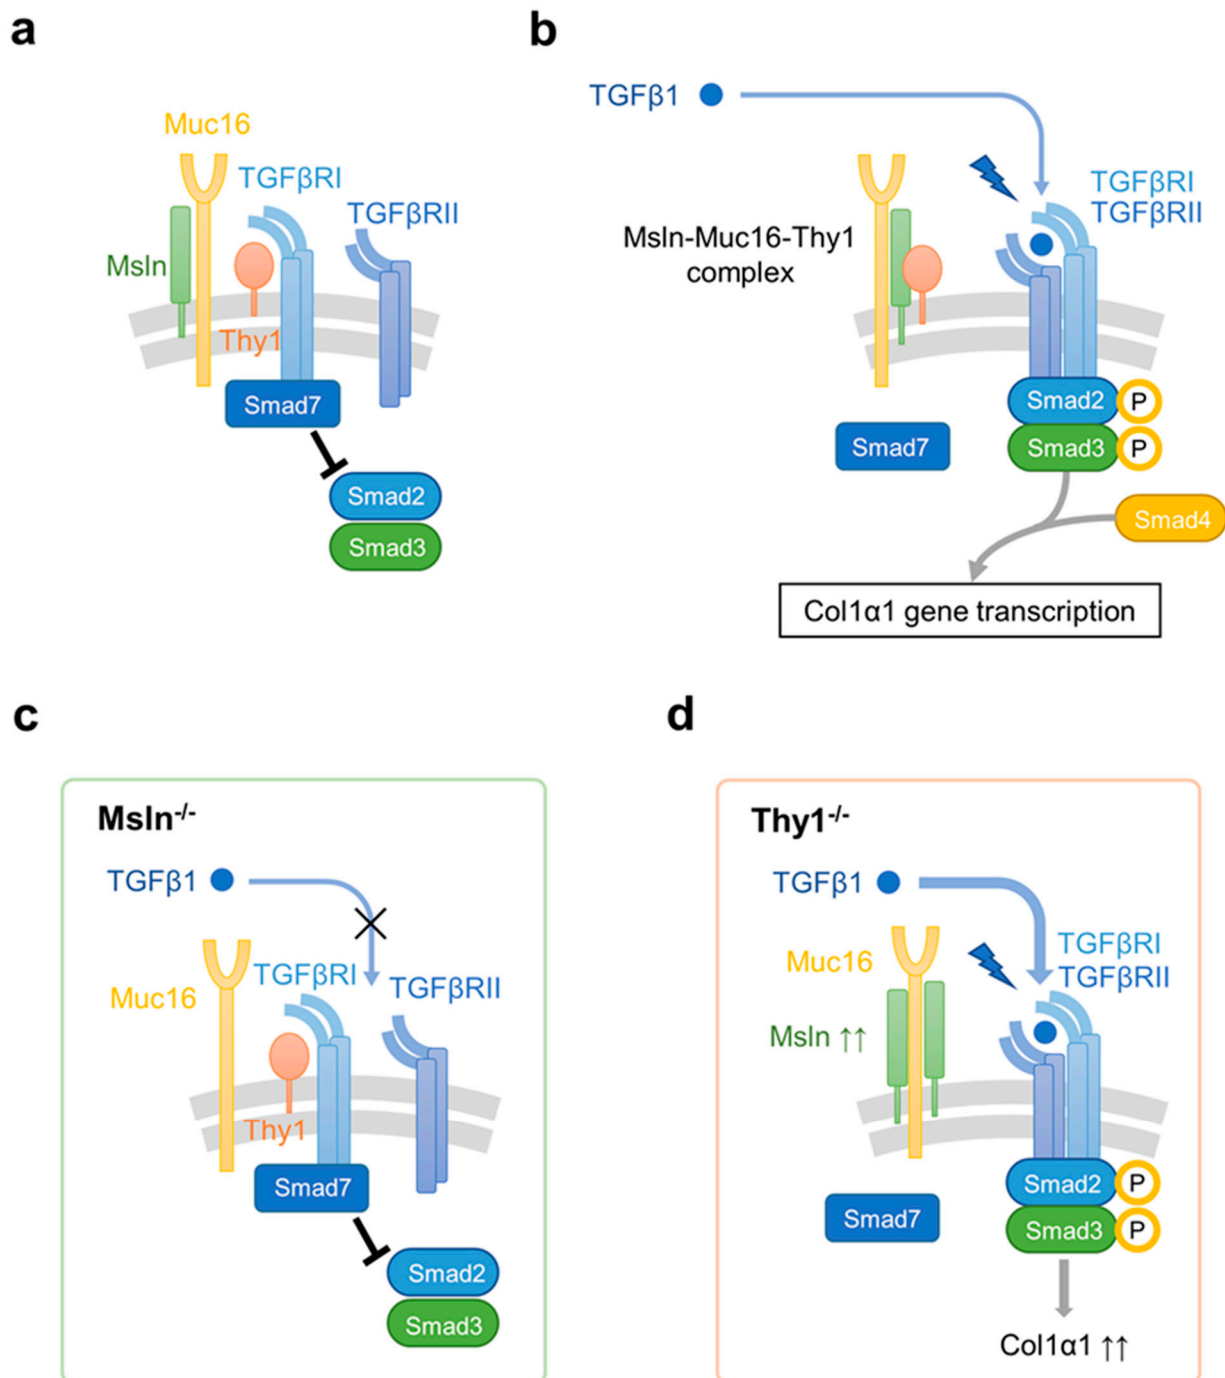 a
Muc16
TGFβRI
TGFβRII
Msln
Thy1
Smad7
Smad2
Smad3
b
TGFβ1
TGFβRI
TGFβRII
Msln-Muc16-Thy1
complex
Smad2
P
Smad7
Smad3
P
Smad4
Col1α1 gene transcription
c
Msln-/-
TGFβ1
TGFβRI
TGFβRII
Muc16
Thy1
Smad7
Smad2
Smad3
d
Thy1-/-
TGFβ1
Muc16
TGFβRI
TGFβRII
Msln ↑↑
Smad2
P
Smad7
Smad3
P
Col1α1 ↑↑